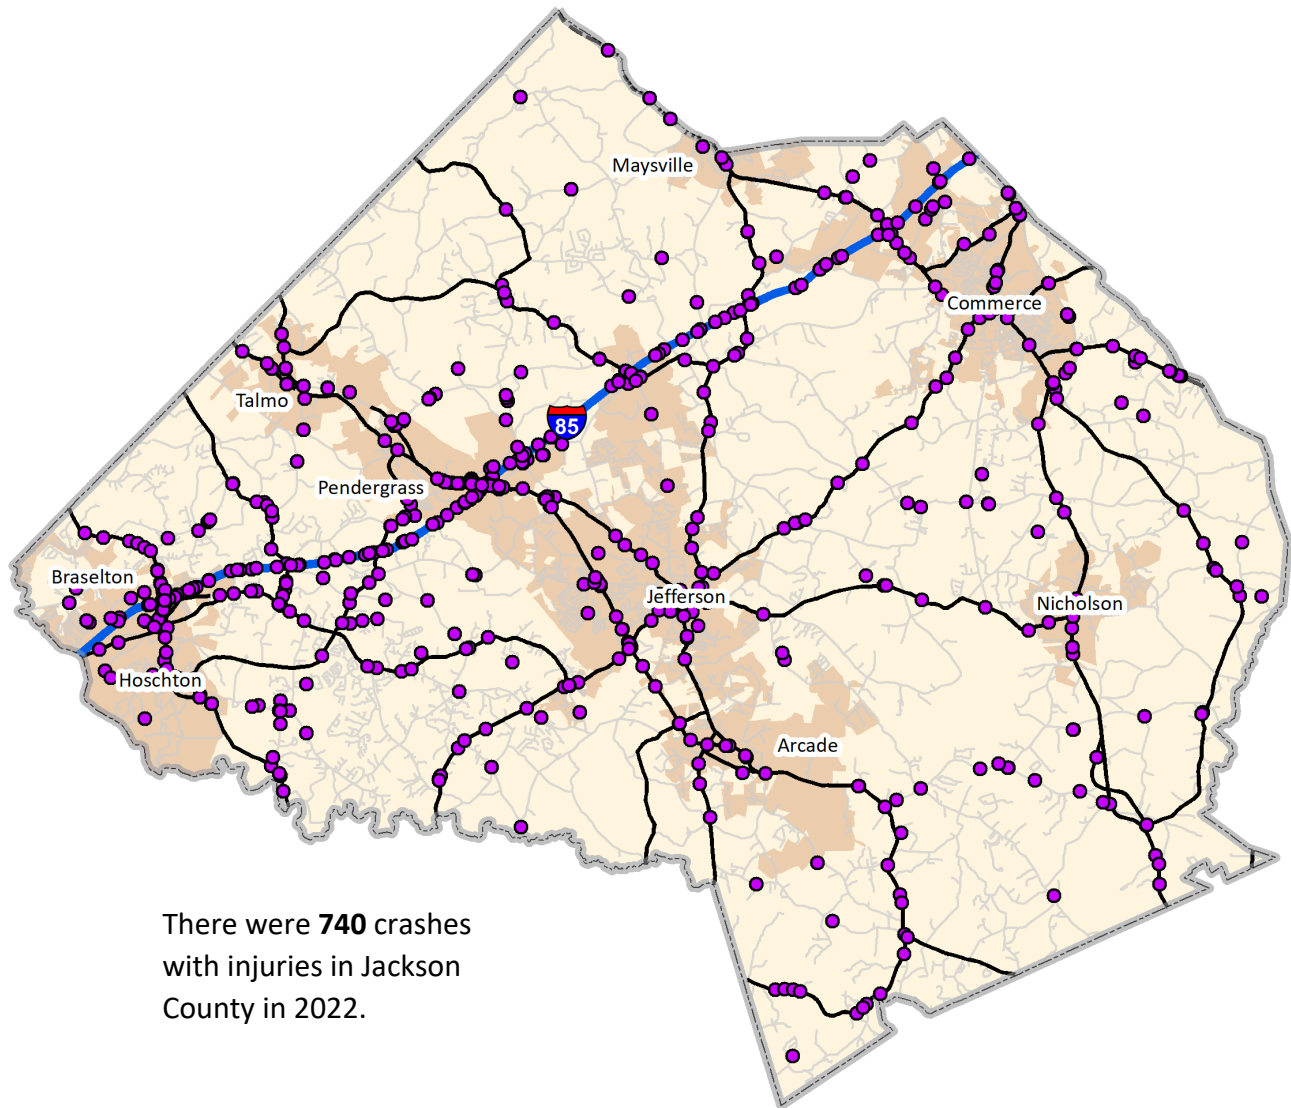 Maysville
Commerce
Talmo
85
Pendergrass
Braselton
Jefferson
Nicholson
Hoschton
Arcade
There were 740 crashes
with injuries in Jackson
County in 2022.